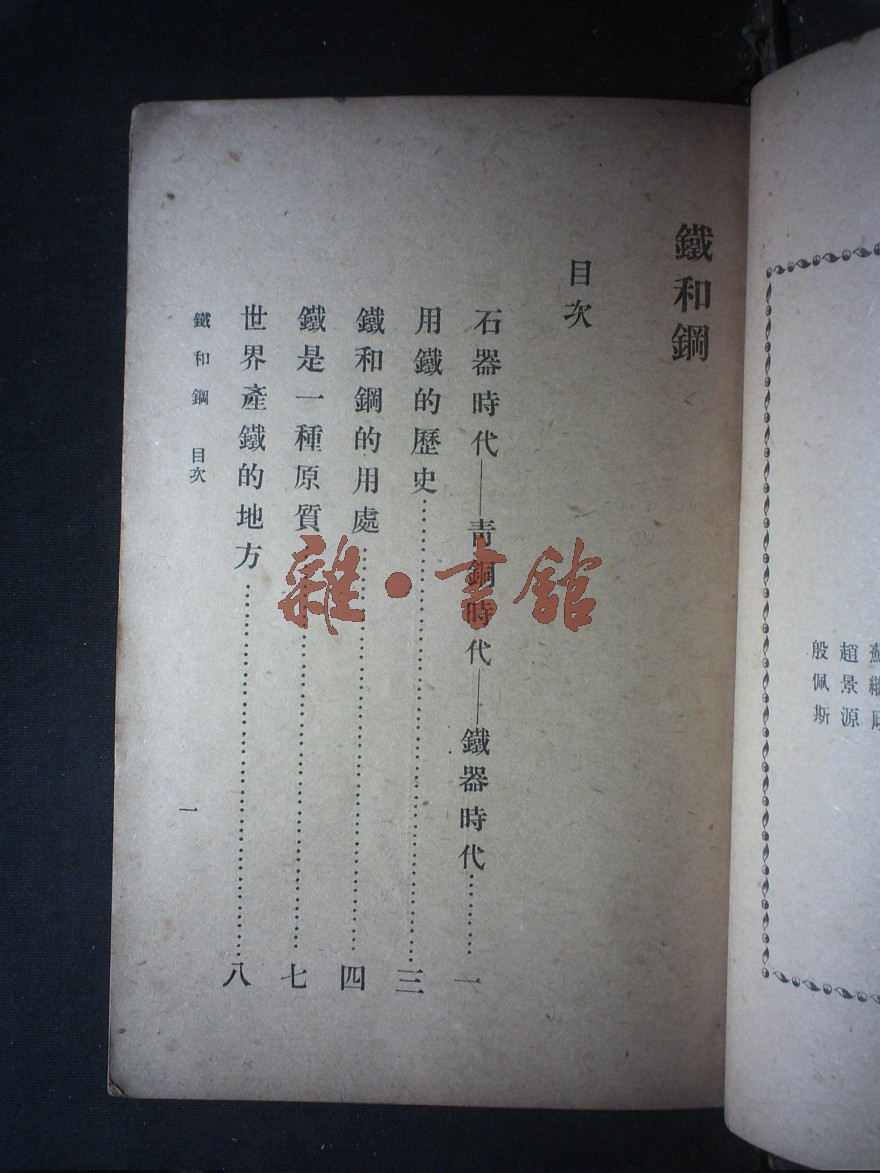 趙景源
殷佩斯
鐵和鋼
目次
石器時代——青銅時代——鐵器時代………一
用鐵的歷史………三
鐵和鋼的用處………四
鐵是一種原質………七
世界產鐵的地方………八
鐵和鋼 目次
一
雜·書館